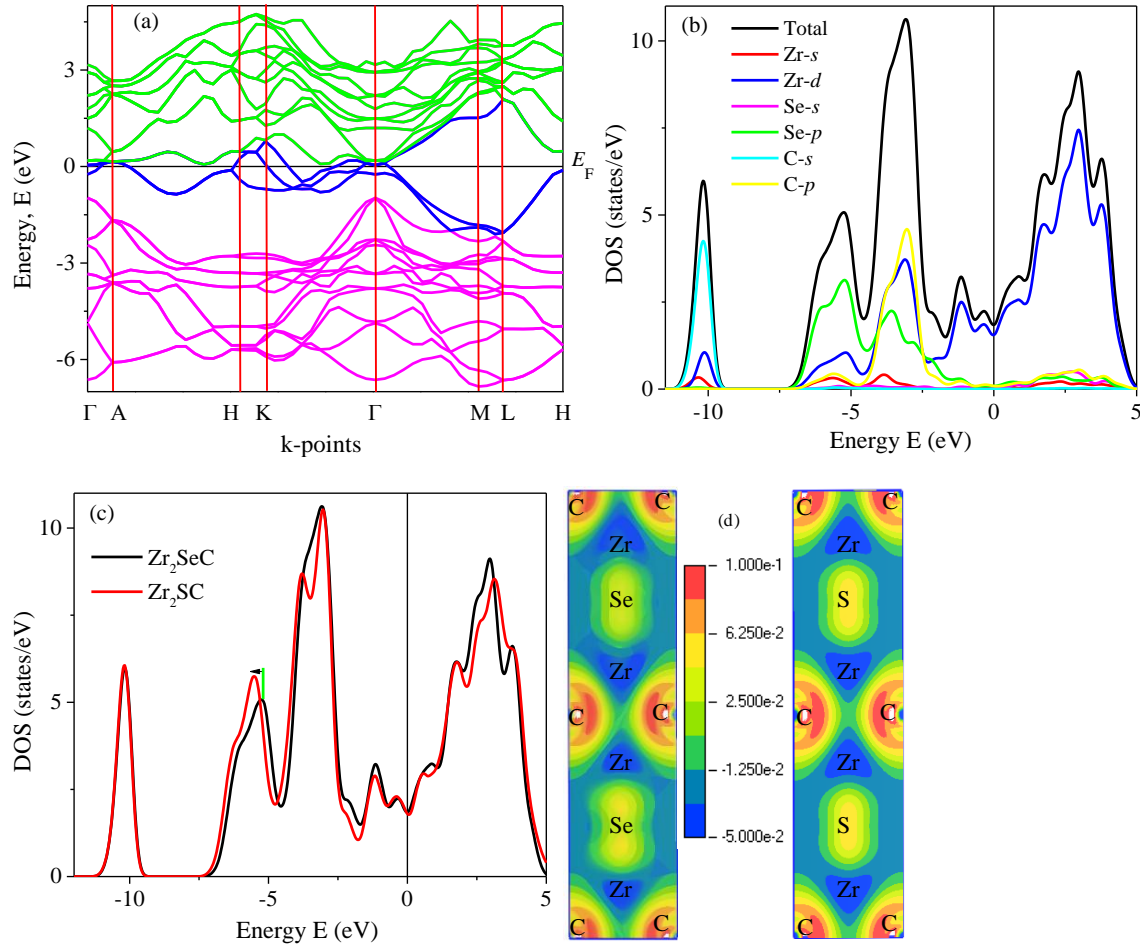 (a)
Energy, E (eV)
3
0
-3
-6
E_F
Γ A H K Γ M L H
k-points
(b)
DOS (states/eV)
10
5
0
Total
Zr-s
Zr-d
Se-s
Se-p
C-s
C-p
-10 -5 0 5
Energy E (eV)
(c)
DOS (states/eV)
10
5
0
Zr₂SeC
Zr₂SC
-10 -5 0 5
Energy E (eV)
(d)
C C
Zr
Se
Zr
C C
Zr
Se
Zr
C C
1.000e-1
6.250e-2
2.500e-2
-1.250e-2
-5.000e-2
C C
Zr
S
Zr
C C
Zr
S
Zr
C C